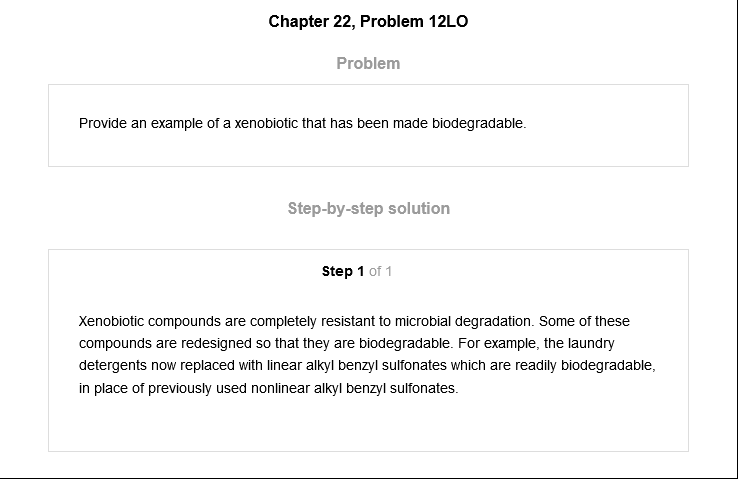 Chapter 22, Problem 12LO
Problem
Provide an example of a xenobiotic that has been made biodegradable.
Step-by-step solution
Step 1 of 1
Xenobiotic compounds are completely resistant to microbial degradation. Some of these
compounds are redesigned so that they are biodegradable. For example, the laundry
detergents now replaced with linear alkyl benzyl sulfonates which are readily biodegradable,
in place of previously used nonlinear alkyl benzyl sulfonates.